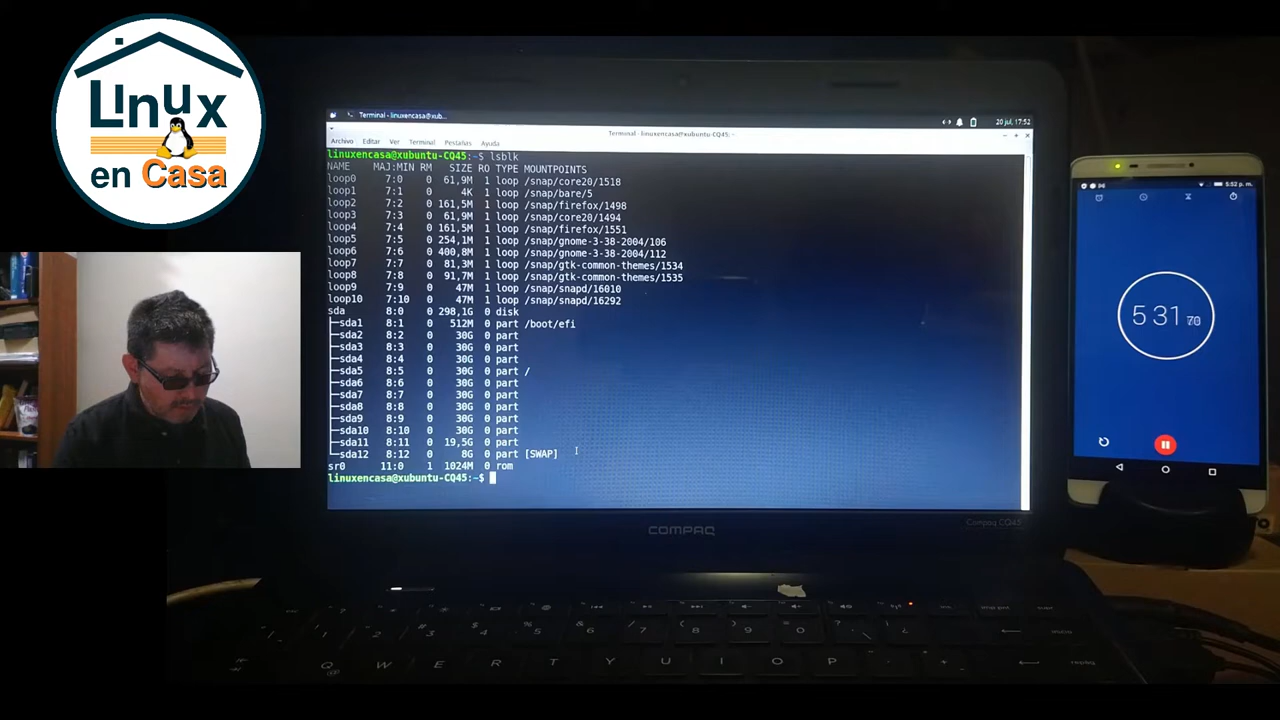 Linux
en Casa
Terminal - linuxencasa@xub...
20 jul, 17:52
Terminal - linuxencasa@xubuntu-CQ45: ~
Archivo Editar Ver Terminal Pestañas Ayuda
linuxencasa@xubuntu-CQ45:~$ lsblk
NAME MAJ:MIN RM SIZE RO TYPE MOUNTPOINTS
loop0 7:0 0 61,9M 1 loop /snap/core20/1518
loop1 7:1 0 4K 1 loop /snap/bare/5
loop2 7:2 0 161,5M 1 loop /snap/firefox/1498
loop3 7:3 0 61,9M 1 loop /snap/core20/1494
loop4 7:4 0 161,5M 1 loop /snap/firefox/1551
loop5 7:5 0 254,1M 1 loop /snap/gnome-3-38-2004/106
loop6 7:6 0 400,8M 1 loop /snap/gnome-3-38-2004/112
loop7 7:7 0 81,3M 1 loop /snap/gtk-common-themes/1534
loop8 7:8 0 91,7M 1 loop /snap/gtk-common-themes/1535
loop9 7:9 0 47M 1 loop /snap/snapd/16010
loop10 7:10 0 47M 1 loop /snap/snapd/16292
sda 8:0 0 298,1G 0 disk
├─sda1 8:1 0 512M 0 part /boot/efi
├─sda2 8:2 0 30G 0 part
├─sda3 8:3 0 30G 0 part
├─sda4 8:4 0 30G 0 part
├─sda5 8:5 0 30G 0 part /
├─sda6 8:6 0 30G 0 part
├─sda7 8:7 0 30G 0 part
├─sda8 8:8 0 30G 0 part
├─sda9 8:9 0 30G 0 part
├─sda10 8:10 0 30G 0 part
├─sda11 8:11 0 19,5G 0 part
└─sda12 8:12 0 8G 0 part [SWAP]
sr0 11:0 1 1024M 0 rom
linuxencasa@xubuntu-CQ45:~$
COMPAQ
Compaq CQ45
5:52 p. m.
5 31 70
1 2 3 4 5 6 7 8 9 0
Q W E R T Y U I O P
@